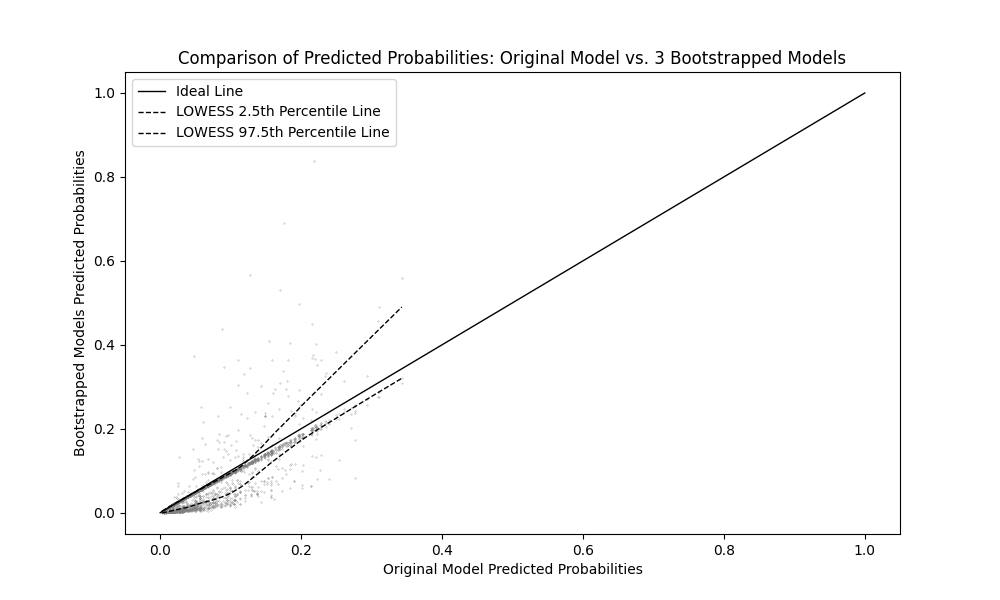 Comparison of Predicted Probabilities: Original Model vs. 3 Bootstrapped Models
Ideal Line
LOWESS 2.5th Percentile Line
LOWESS 97.5th Percentile Line
Bootstrapped Models Predicted Probabilities
1.0
0.8
0.6
0.4
0.2
0.0
0.0 0.2 0.4 0.6 0.8 1.0
Original Model Predicted Probabilities